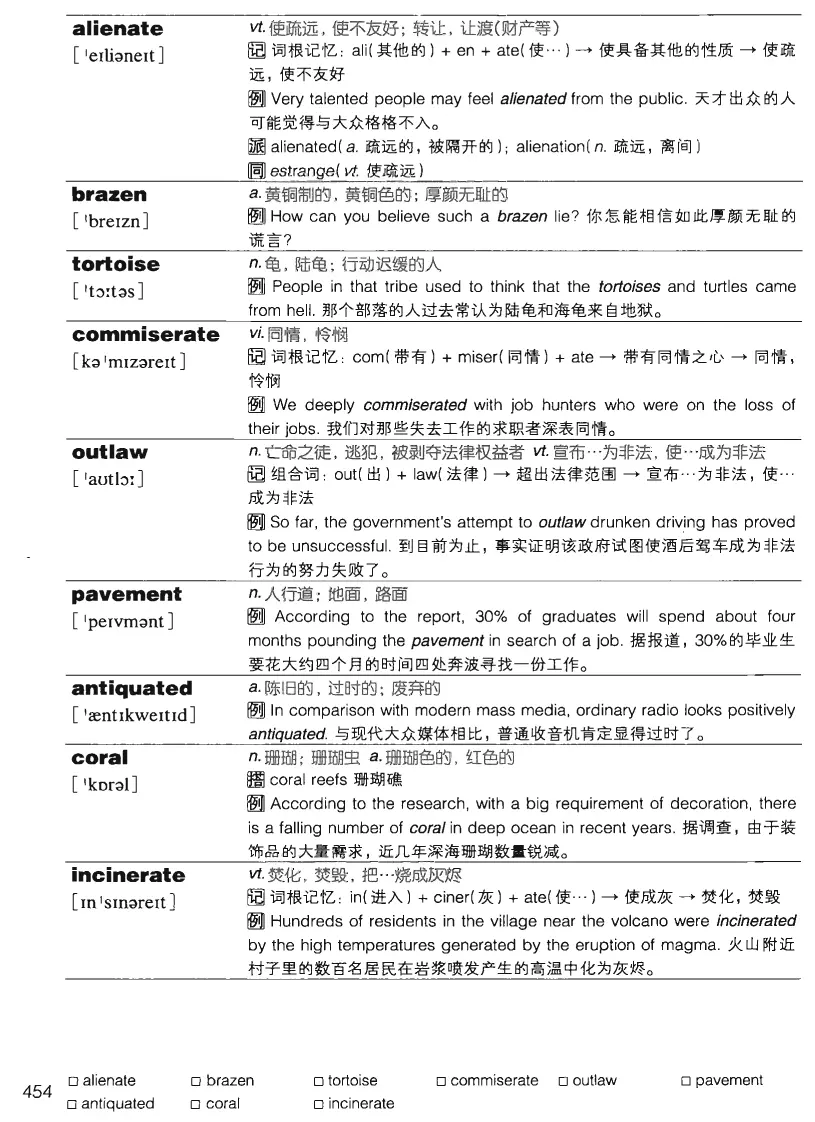 alienate vt. 使疏远, 使不友好; 转让, 让渡(财产等)
[ ˈeɪliəneɪt ] 记 词根记忆: ali( 其他的 ) + en + ate( 使··· ) → 使具备其他的性质 → 使疏
远, 使不友好
例 Very talented people may feel alienated from the public. 天才出众的人
可能觉得与大众格格不入。
派 alienated( a. 疏远的, 被隔开的 ); alienation( n. 疏远, 离间 )
同 estrange( vt. 使疏远 )
brazen a. 黄铜制的, 黄铜色的; 厚颜无耻的
[ ˈbreɪzn ] 例 How can you believe such a brazen lie? 你怎能相信如此厚颜无耻的
谎言?
tortoise n. 龟, 陆龟; 行动迟缓的人
[ ˈtɔːtəs ] 例 People in that tribe used to think that the tortoises and turtles came
from hell. 那个部落的人过去常认为陆龟和海龟来自地狱。
commiserate vi. 同情, 怜悯
[ kəˈmɪzəreɪt ] 记 词根记忆: com( 带有 ) + miser( 同情 ) + ate → 带有同情之心 → 同情,
怜悯
例 We deeply commiserated with job hunters who were on the loss of
their jobs. 我们对那些失去工作的求职者深表同情。
outlaw n. 亡命之徒, 逃犯, 被剥夺法律权益者 vt. 宣布···为非法, 使···成为非法
[ ˈaʊtlɔː ] 记 组合词: out( 出 ) + law( 法律 ) → 超出法律范围 → 宣布···为非法, 使···
成为非法
例 So far, the government's attempt to outlaw drunken driving has proved
to be unsuccessful. 到目前为止, 事实证明该政府试图使酒后驾车成为非法
行为的努力失败了。
pavement n. 人行道; 地面, 路面
[ ˈpeɪvmənt ] 例 According to the report, 30% of graduates will spend about four
months pounding the pavement in search of a job. 据报道, 30%的毕业生
要花大约四个月的时间四处奔波寻找一份工作。
antiquated a. 陈旧的, 过时的; 废弃的
[ ˈæntɪkweɪtɪd ] 例 In comparison with modern mass media, ordinary radio looks positively
antiquated. 与现代大众媒体相比, 普通收音机肯定显得过时了。
coral n. 珊瑚; 珊瑚虫 a. 珊瑚色的, 红色的
[ ˈkɒrəl ] 搭 coral reefs 珊瑚礁
例 According to the research, with a big requirement of decoration, there
is a falling number of coral in deep ocean in recent years. 据调查, 由于装
饰品的大量需求, 近几年深海珊瑚数量锐减。
incinerate vt. 焚化, 焚毁, 把···烧成灰烬
[ ɪnˈsɪnəreɪt ] 记 词根记忆: in( 进入 ) + ciner( 灰 ) + ate( 使··· ) → 使成灰 → 焚化, 焚毁
例 Hundreds of residents in the village near the volcano were incinerated
by the high temperatures generated by the eruption of magma. 火山附近
村子里的数百名居民在岩浆喷发产生的高温中化为灰烬。
454 □ alienate □ brazen □ tortoise □ commiserate □ outlaw □ pavement
□ antiquated □ coral □ incinerate